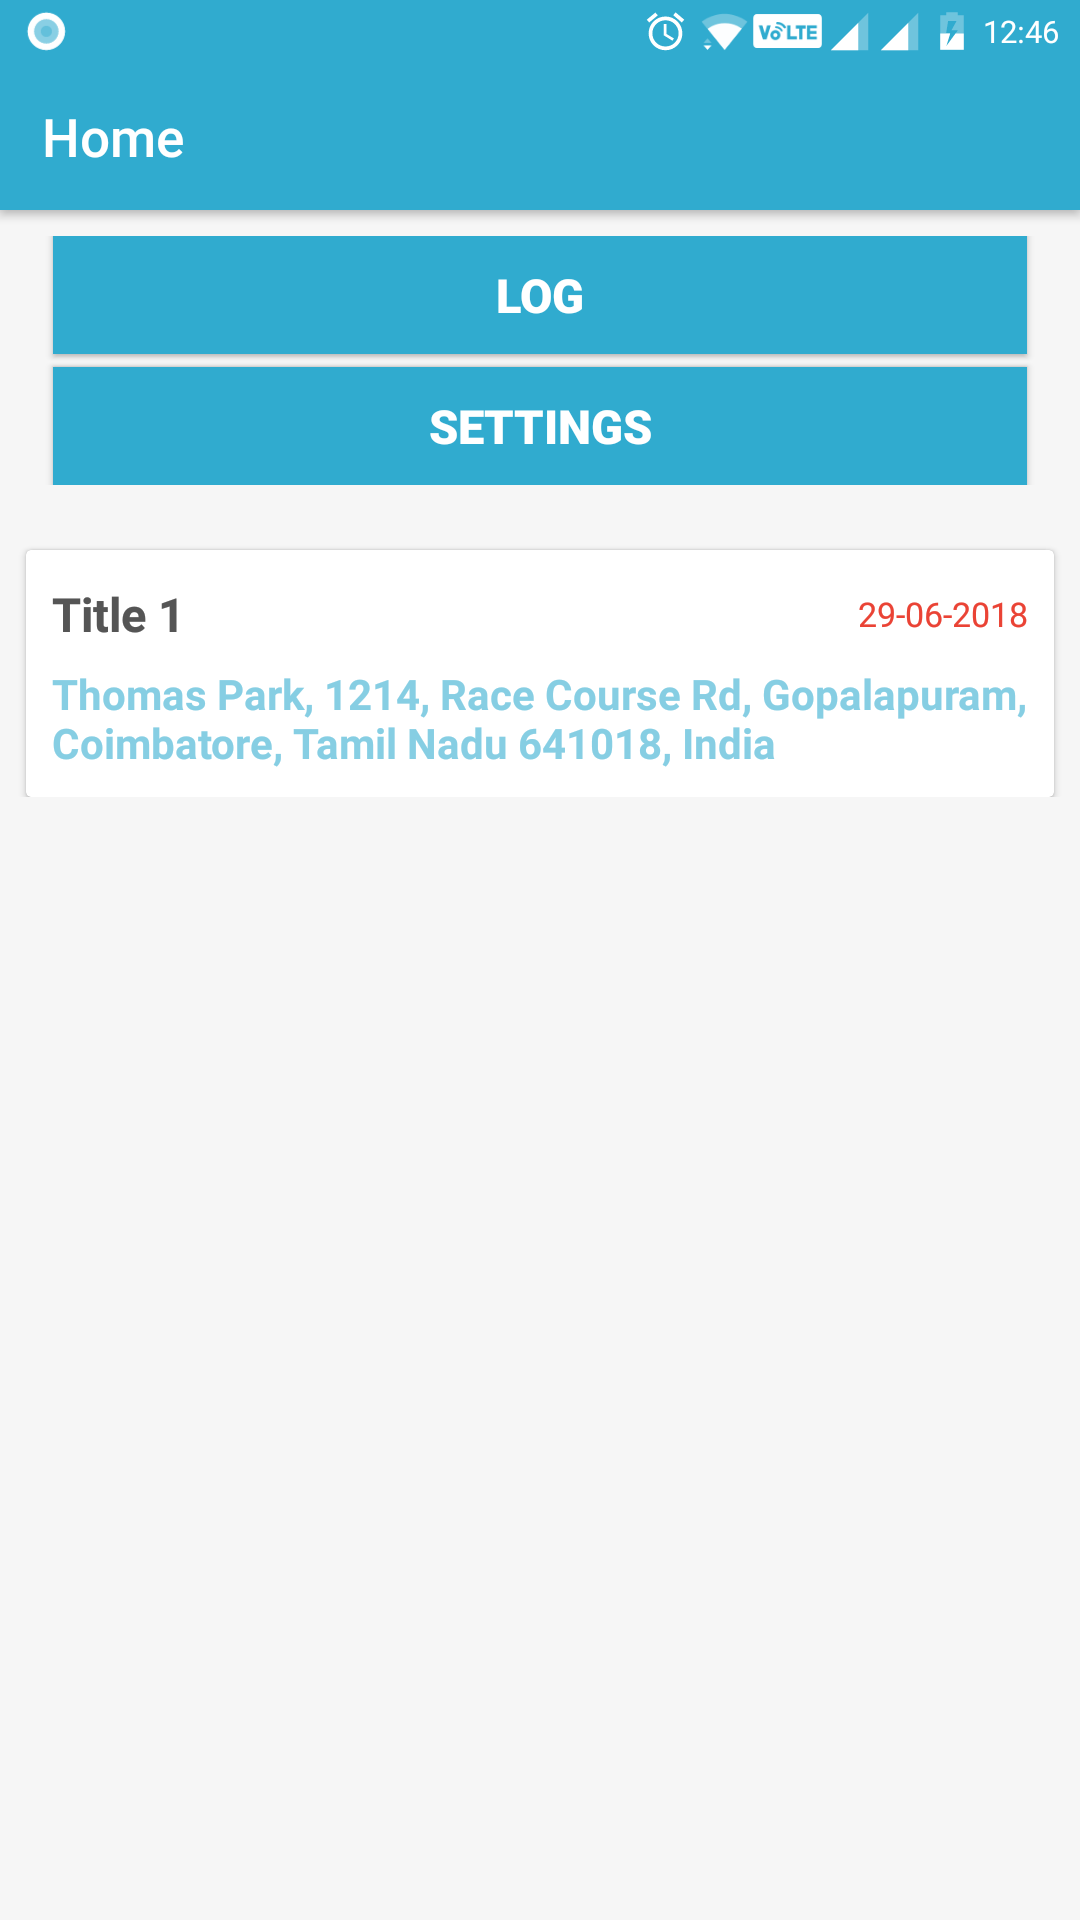 VoLTE 12:46
Home
LOG
SETTINGS
Title 1 29-06-2018
Thomas Park, 1214, Race Course Rd, Gopalapuram,
Coimbatore, Tamil Nadu 641018, India